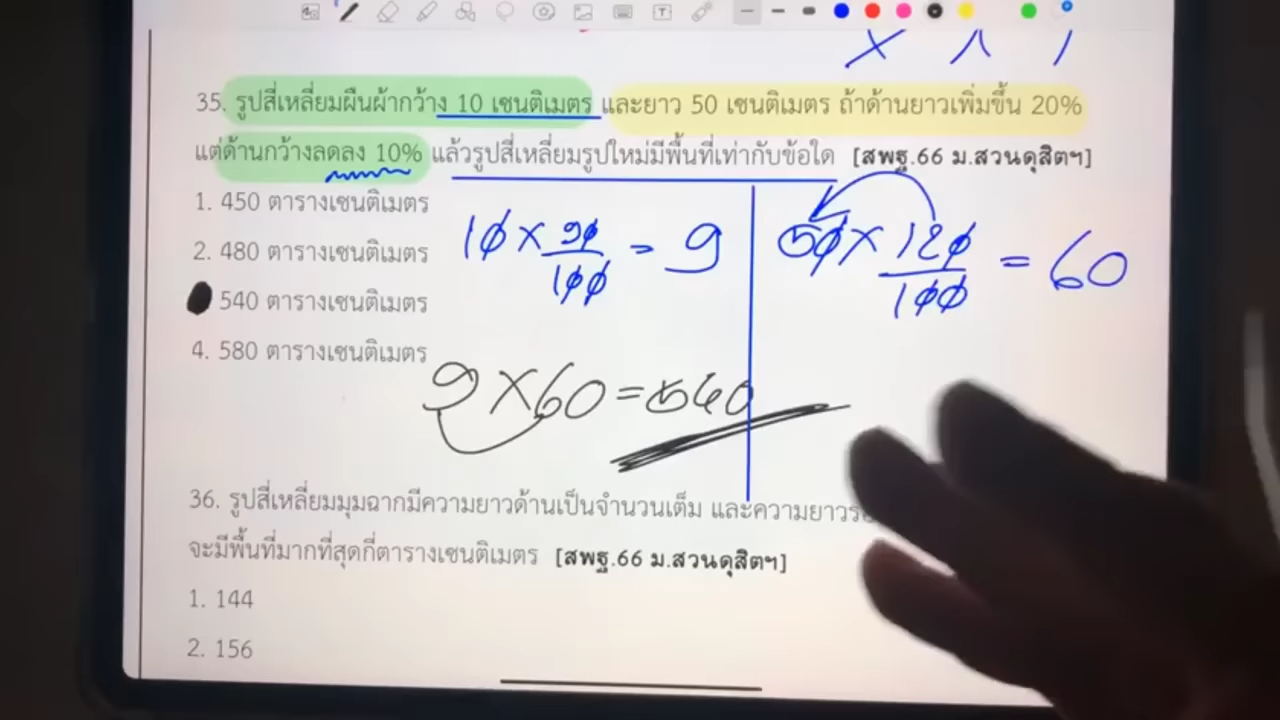 35. รูปสี่เหลี่ยมผืนผ้ากว้าง 10 เซนติเมตร และยาว 50 เซนติเมตร ถ้าด้านยาวเพิ่มขึ้น 20%
แต่ด้านกว้างลดลง 10% แล้วรูปสี่เหลี่ยมรูปใหม่มีพื้นที่เท่ากับข้อใด [สพฐ.66 ม.สวนดุสิตฯ]
1. 450 ตารางเซนติเมตร
2. 480 ตารางเซนติเมตร
540 ตารางเซนติเมตร
4. 580 ตารางเซนติเมตร
10 × 90/100 = 9
50 × 120/100 = 60
9 × 60 = 540
36. รูปสี่เหลี่ยมมุมฉากมีความยาวด้านเป็นจำนวนเต็ม และความยาว
จะมีพื้นที่มากที่สุดกี่ตารางเซนติเมตร [สพฐ.66 ม.สวนดุสิตฯ]
1. 144
2. 156